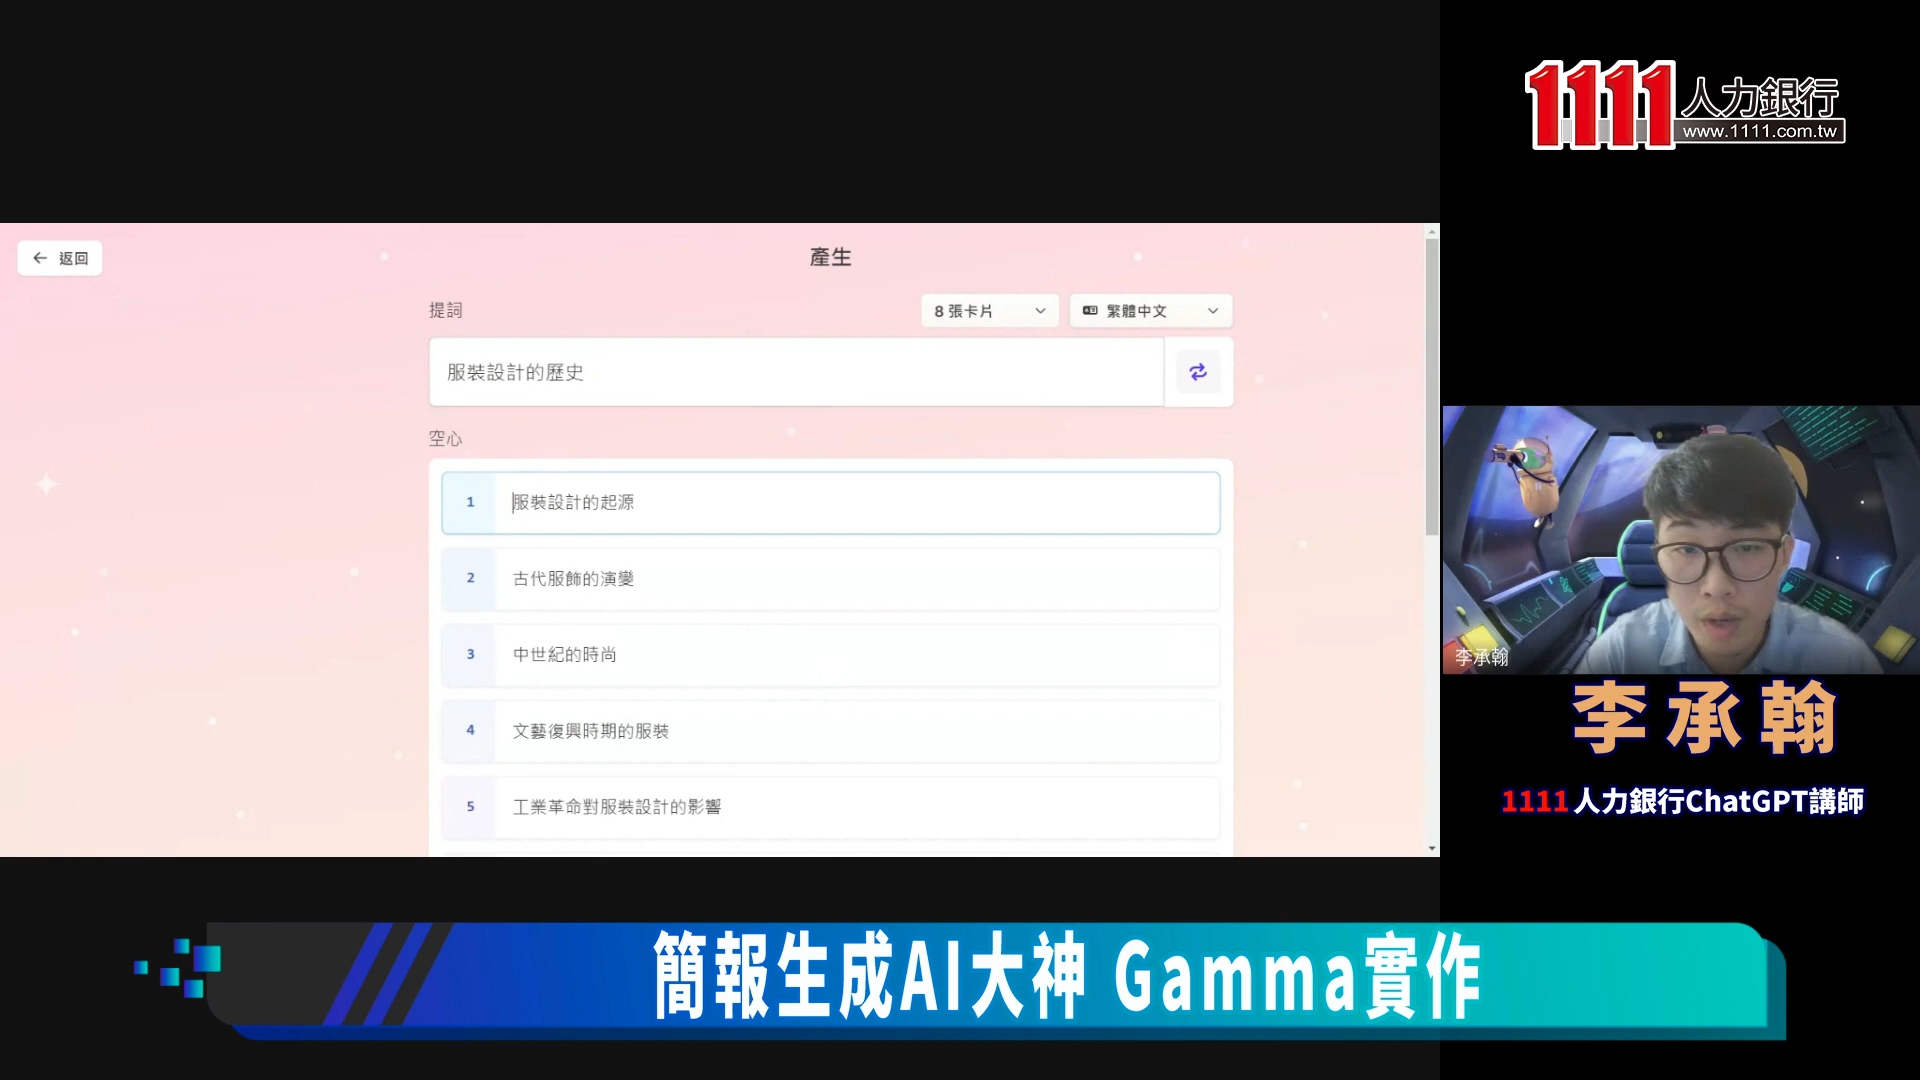 1111人力銀行
www.1111.com.tw
返回
產生
提詞
8 張卡片
繁體中文
服裝設計的歷史
空心
1 服裝設計的起源
2 古代服飾的演變
3 中世紀的時尚
4 文藝復興時期的服裝
5 工業革命對服裝設計的影響
李承翰
李承翰
1111人力銀行ChatGPT講師
簡報生成AI大神 Gamma實作